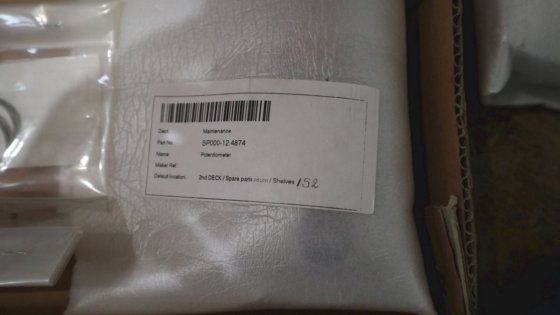 Dept: Maintenance
Part No: SP000-12.4874
Name: Potentiometer
Maker Ref:
Default location: 2nd DECK / Spare parts room / Shelves 152